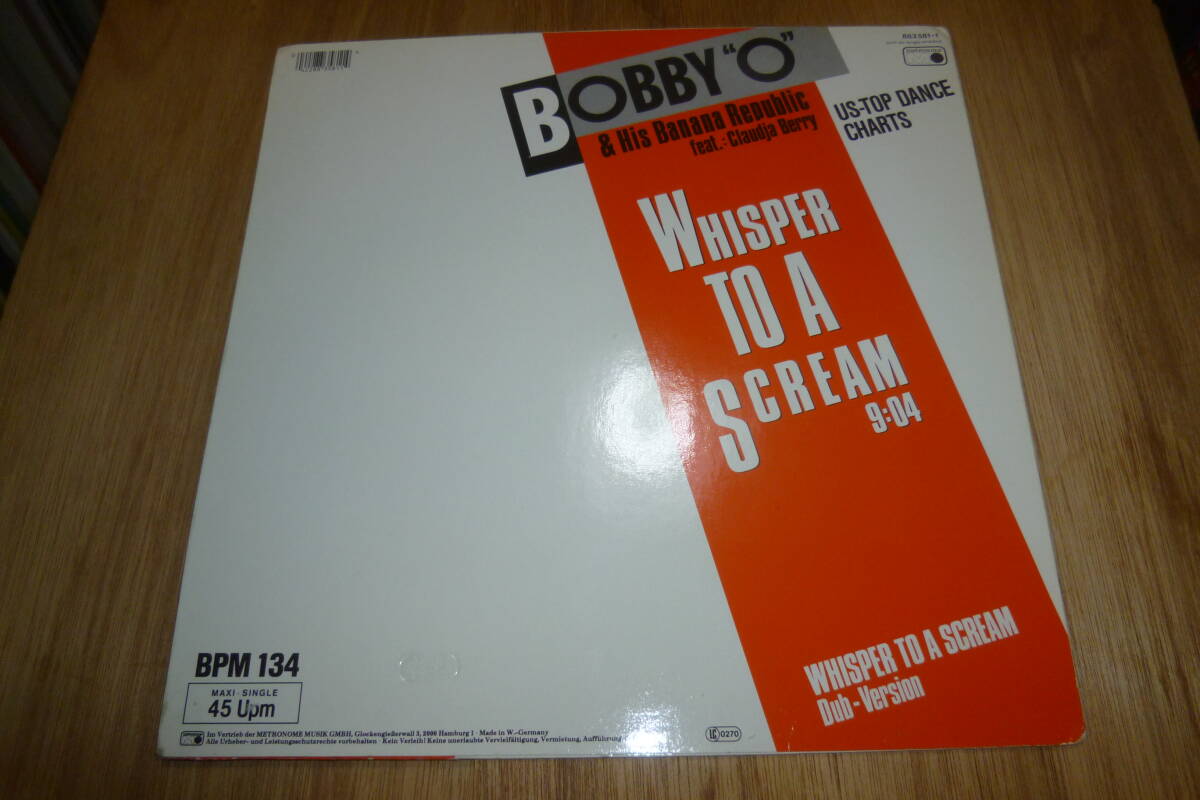 BOBBY "O"
& His Banana Republic
feat.: Claudja Berry
US-TOP DANCE
CHARTS
WHISPER
TO A
SCREAM
9:04
WHISPER TO A SCREAM
Dub-Version
BPM 134
MAXI-SINGLE
45 Upm
Im Vertrieb der METRONOME MUSIK GMBH, Glockengießerwall 3, 2000 Hamburg 1 · Made in W.-Germany
Alle Urheber- und Leistungsschutzrechte vorbehalten · Kein Verleih! Keine unerlaubte Vervielfältigung, Vermietung, Aufführung
LC 0270